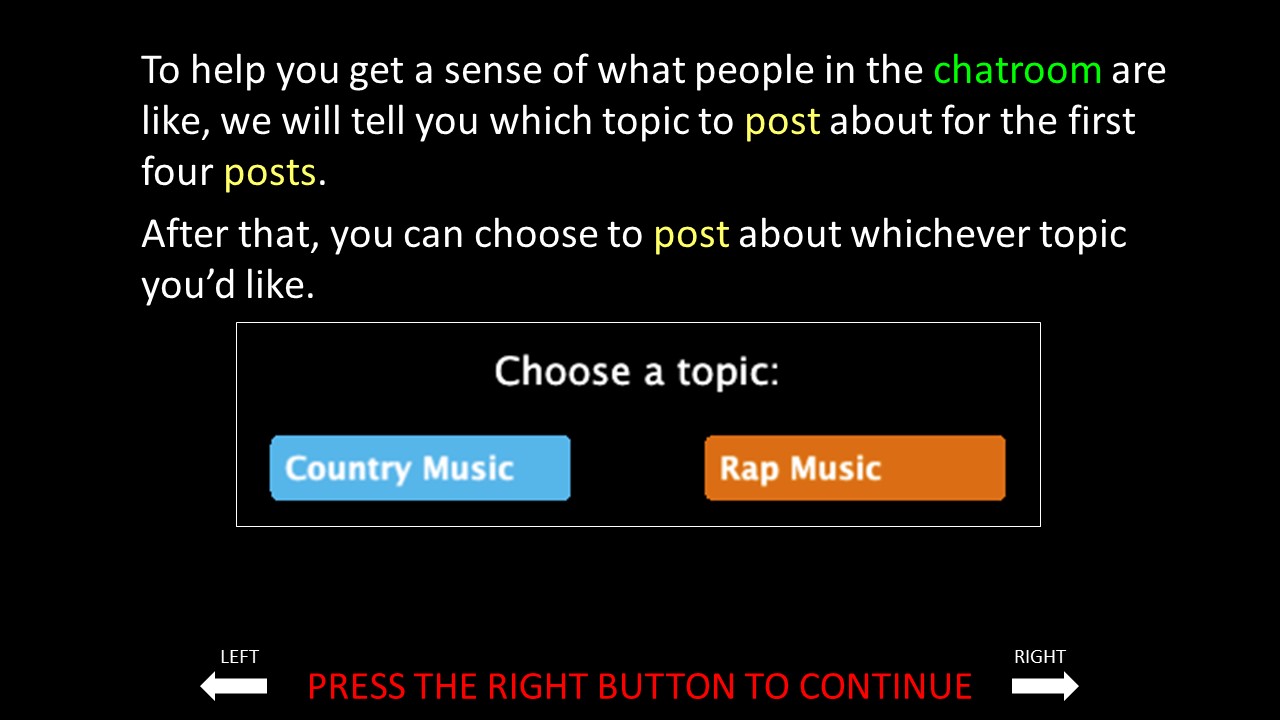 To help you get a sense of what people in the chatroom are
like, we will tell you which topic to post about for the first
four posts.
After that, you can choose to post about whichever topic
you’d like.
Choose a topic:
Country Music
Rap Music
LEFT
RIGHT
PRESS THE RIGHT BUTTON TO CONTINUE